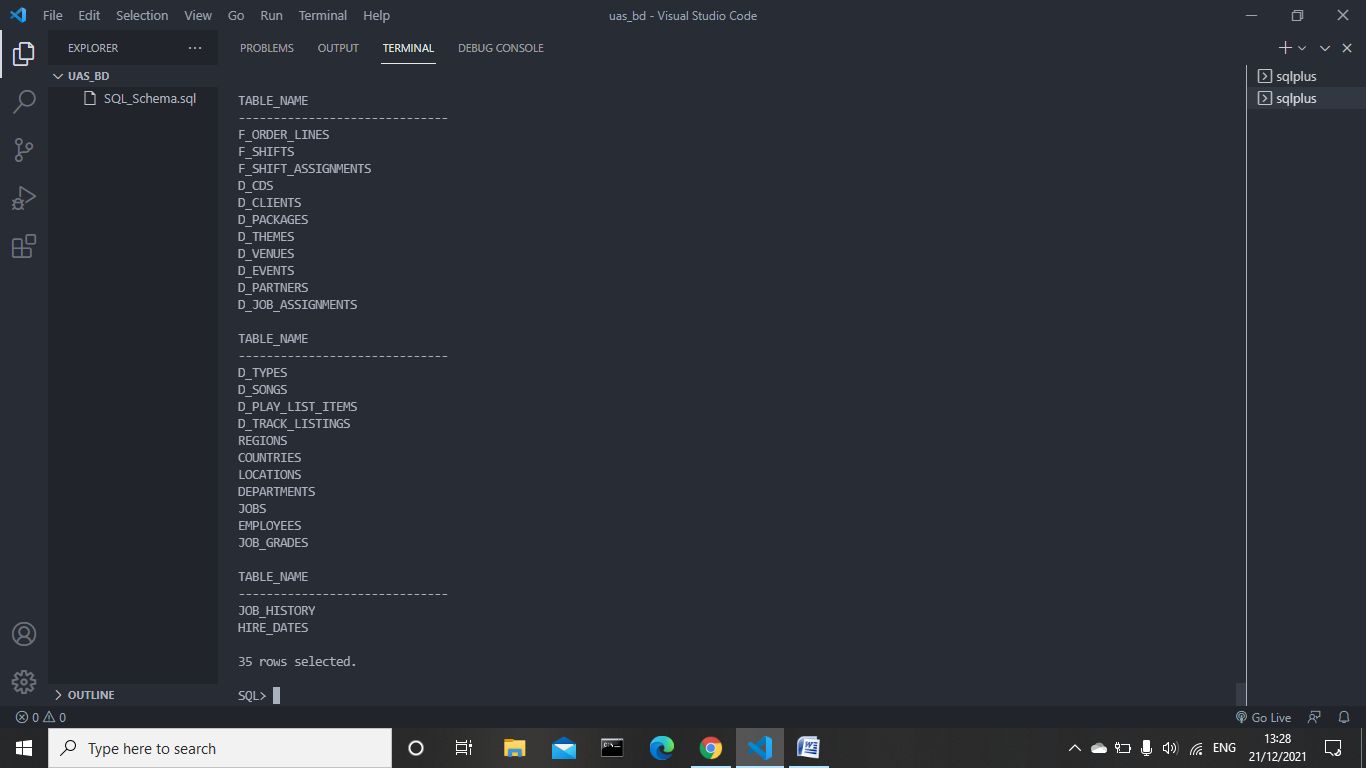 File Edit Selection View Go Run Terminal Help
uas_bd - Visual Studio Code
EXPLORER
UAS_BD
SQL_Schema.sql
OUTLINE
PROBLEMS OUTPUT TERMINAL DEBUG CONSOLE
TABLE_NAME
------------------------------
F_ORDER_LINES
F_SHIFTS
F_SHIFT_ASSIGNMENTS
D_CDS
D_CLIENTS
D_PACKAGES
D_THEMES
D_VENUES
D_EVENTS
D_PARTNERS
D_JOB_ASSIGNMENTS
TABLE_NAME
------------------------------
D_TYPES
D_SONGS
D_PLAY_LIST_ITEMS
D_TRACK_LISTINGS
REGIONS
COUNTRIES
LOCATIONS
DEPARTMENTS
JOBS
EMPLOYEES
JOB_GRADES
TABLE_NAME
------------------------------
JOB_HISTORY
HIRE_DATES
35 rows selected.
SQL>
sqlplus
sqlplus
0 0
Go Live
Type here to search
ENG
13:28
21/12/2021